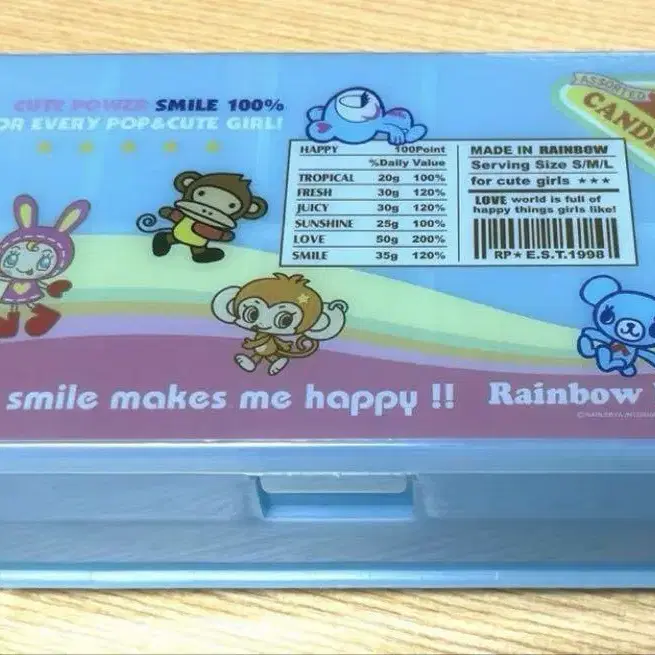 CUTE POWER SMILE 100%
OR EVERY POP&CUTE GIRL!
ASSORTED
HAPPY 100Point
%Daily Value
TROPICAL 20g 100%
FRESH 30g 120%
JUICY 30g 120%
SUNSHINE 25g 100%
LOVE 50g 200%
SMILE 35g 120%
MADE IN RAINBOW
Serving Size S/M/L
for cute girls ★★★
LOVE world is full of
happy things girls like!
RP★E.S.T.1998
smile makes me happy !!
Rainbow